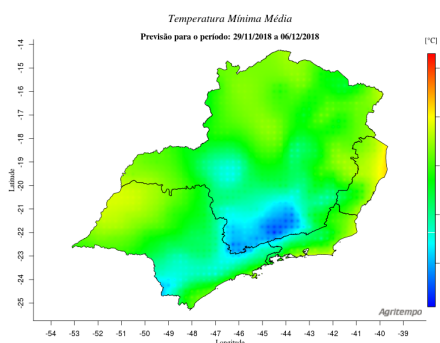 Temperatura Mínima Média
Previsão para o período: 29/11/2018 a 06/12/2018
[°C]
-14
-15
-16
-17
-18
-19
-20
-21
-22
-23
-24
-25
Latitude
Agritempo
-54 -53 -52 -51 -50 -49 -48 -47 -46 -45 -44 -43 -42 -41 -40 -39
Longitude